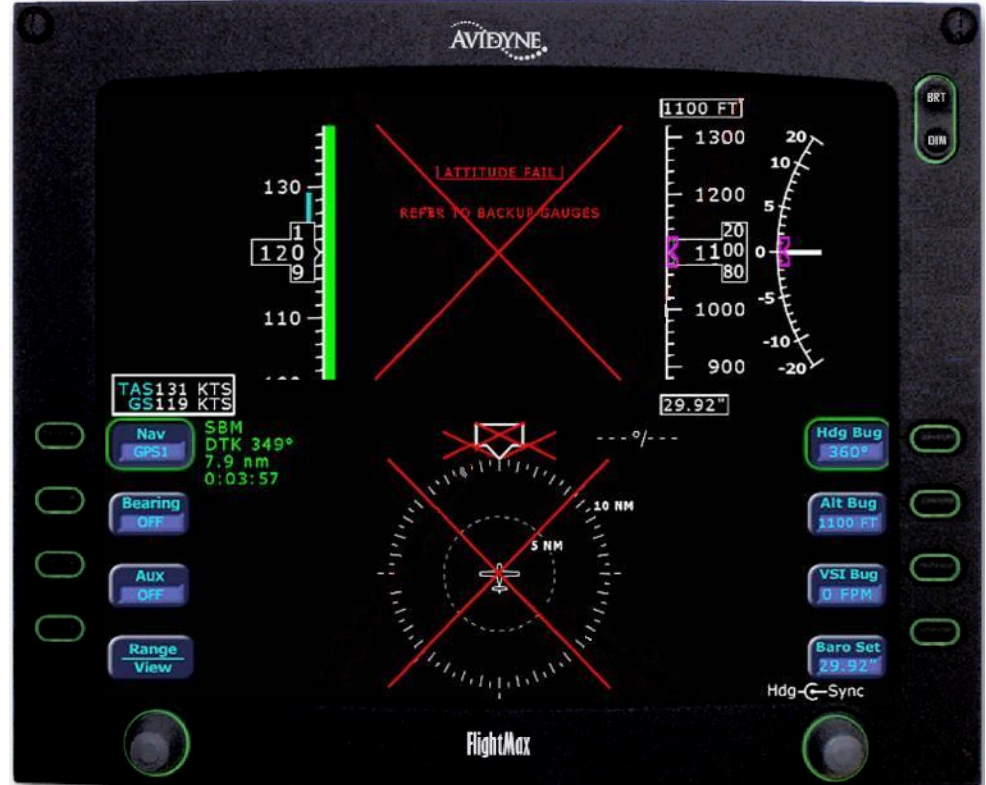 AVIDYNE
BRT
DIM
1100 FT
1300
20
10
130
ATTITUDE FAIL
1200
5
REFER TO BACKUP GAUGES
1
20
120
1100
0
9
80
110
1000
-5
-10
900
-20
TAS131 KTS
GS119 KTS
29.92"
SBM
Nav
GPS1
DTK 349°
7.9 nm
0:03:57
---°/---
Hdg Bug
360°
Bearing
OFF
10 NM
Alt Bug
1100 FT
5 NM
Aux
OFF
VSI Bug
0 FPM
Range
View
Baro Set
29.92"
Hdg Sync
FlightMax